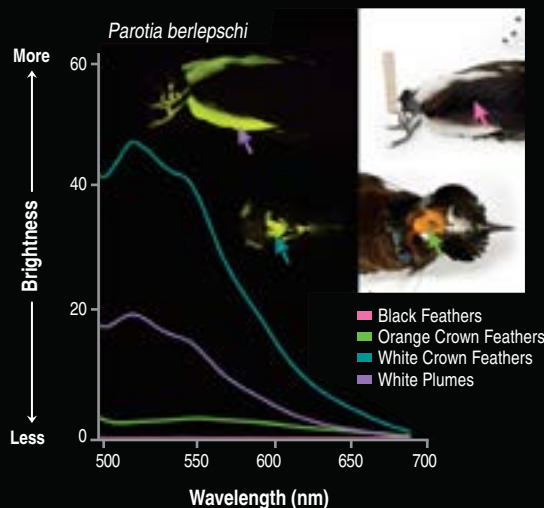 Parotia berlepschi
More
Brightness
Less
60
40
20
0
500 550 600 650 700
Wavelength (nm)
Black Feathers
Orange Crown Feathers
White Crown Feathers
White Plumes